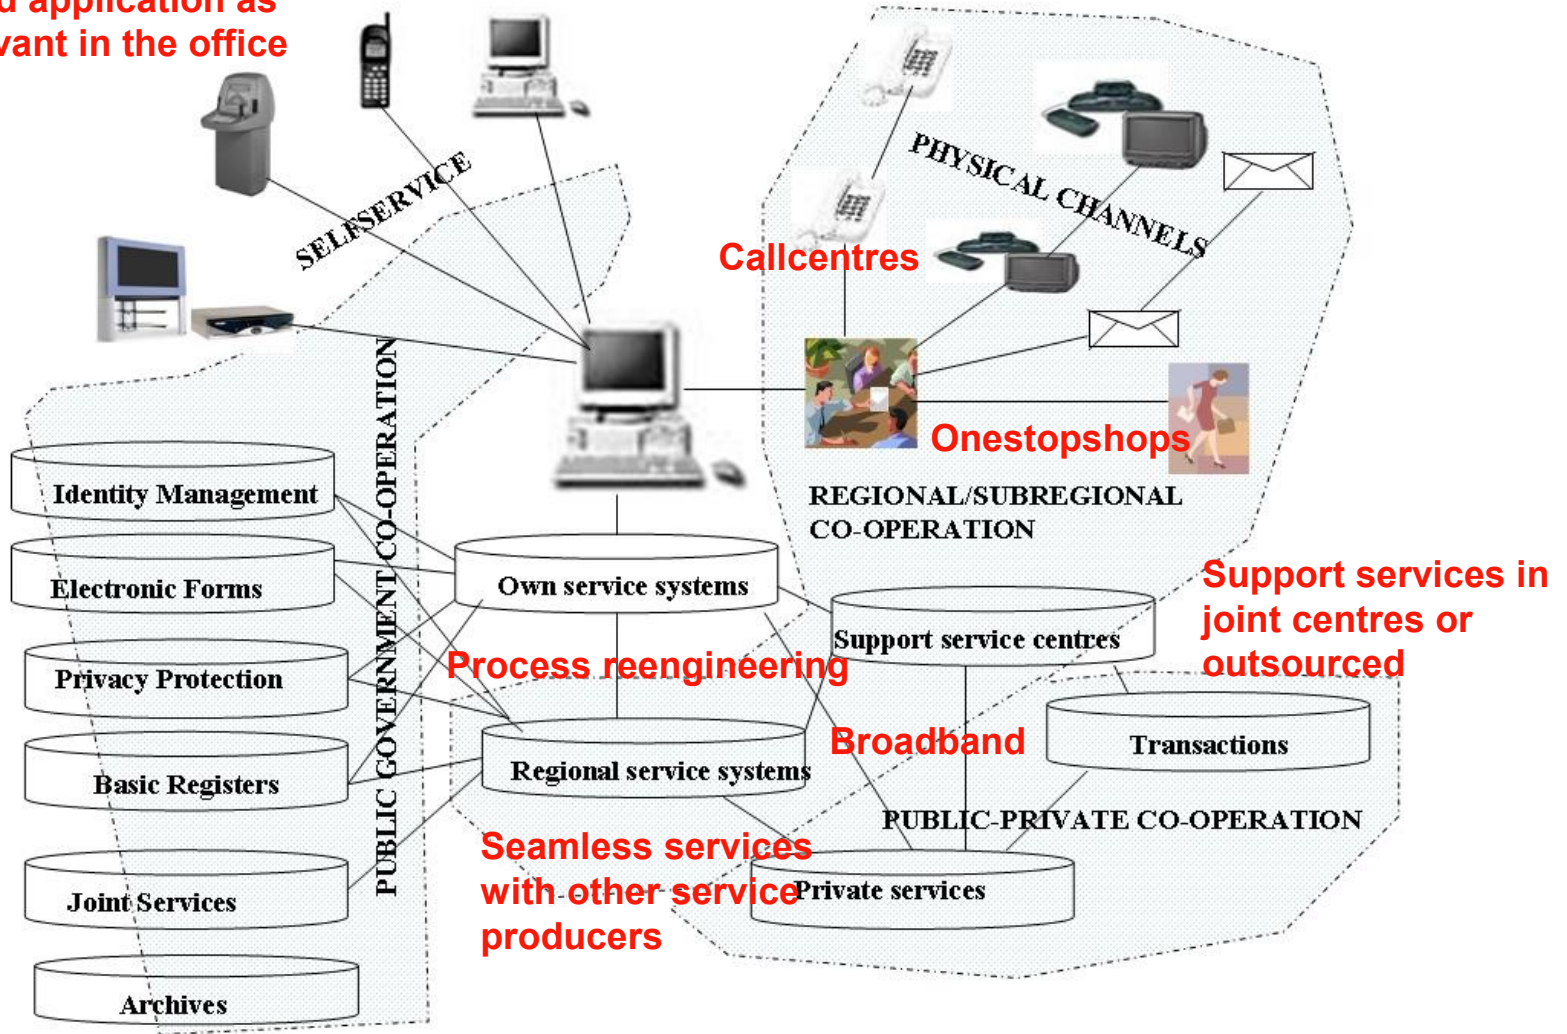 application as
in the office
SELFSERVICE
PHYSICAL CHANNELS
Callcentres
Onestopshops
REGIONAL/SUBREGIONAL
CO-OPERATION
PUBLIC GOVERNMENT CO-OPERATION
Identity Management
Electronic Forms
Privacy Protection
Basic Registers
Joint Services
Archives
Own service systems
Process reengineering
Regional service systems
Support service centres
Support services in
joint centres or
outsourced
Broadband
Transactions
PUBLIC-PRIVATE CO-OPERATION
Seamless services
with other service
producers
Private services